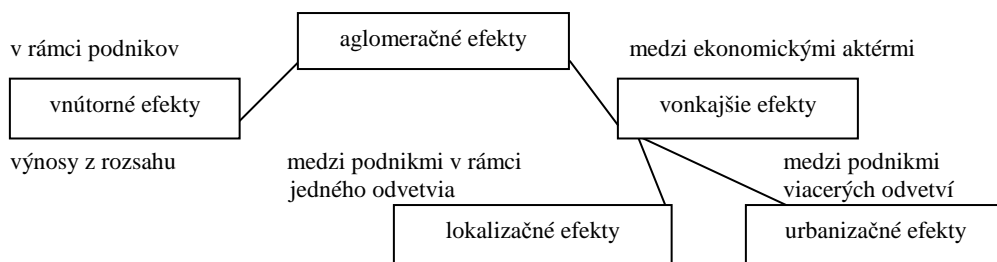 aglomeračné efekty
v rámci podnikov
medzi ekonomickými aktérmi
vnútorné efekty
vonkajšie efekty
výnosy z rozsahu
medzi podnikmi v rámci
jedného odvetvia
medzi podnikmi
viacerých odvetví
lokalizačné efekty
urbanizačné efekty